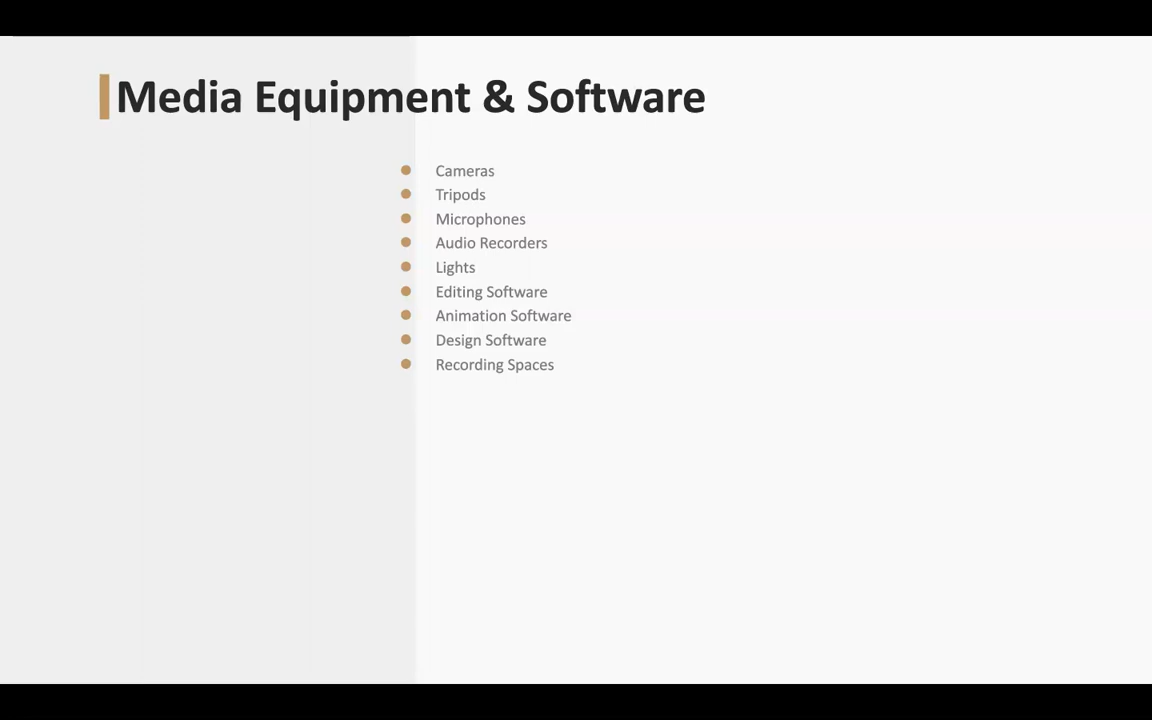 Media Equipment & Software
Cameras
Tripods
Microphones
Audio Recorders
Lights
Editing Software
Animation Software
Design Software
Recording Spaces